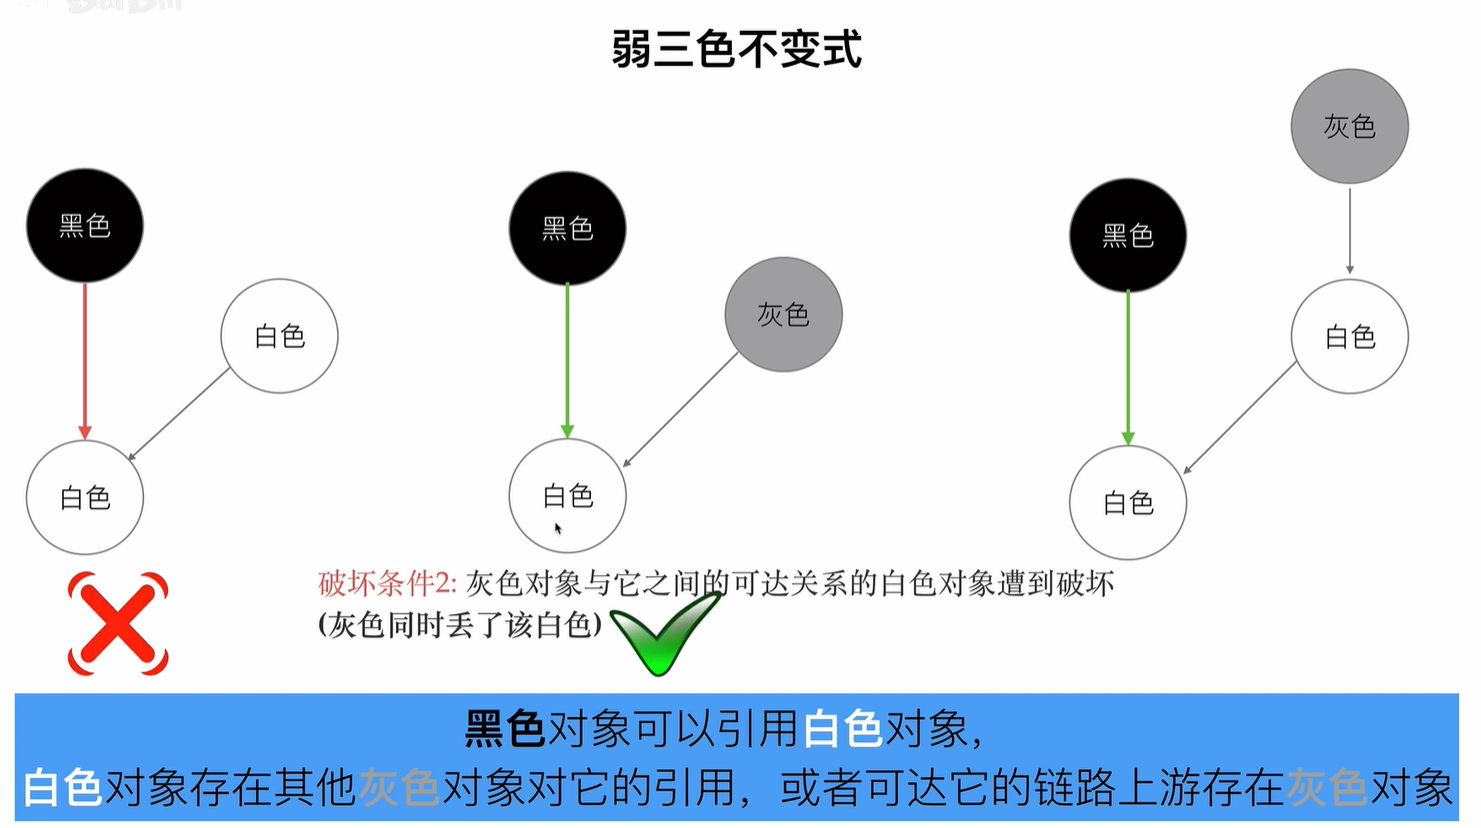 弱三色不变式
灰色
黑色
黑色
黑色
灰色
白色
白色
白色
白色
白色
破坏条件2: 灰色对象与它之间的可达关系的白色对象遭到破坏
(灰色同时丢了该白色)
黑色对象可以引用白色对象，
白色对象存在其他灰色对象对它的引用，或者可达它的链路上游存在灰色对象